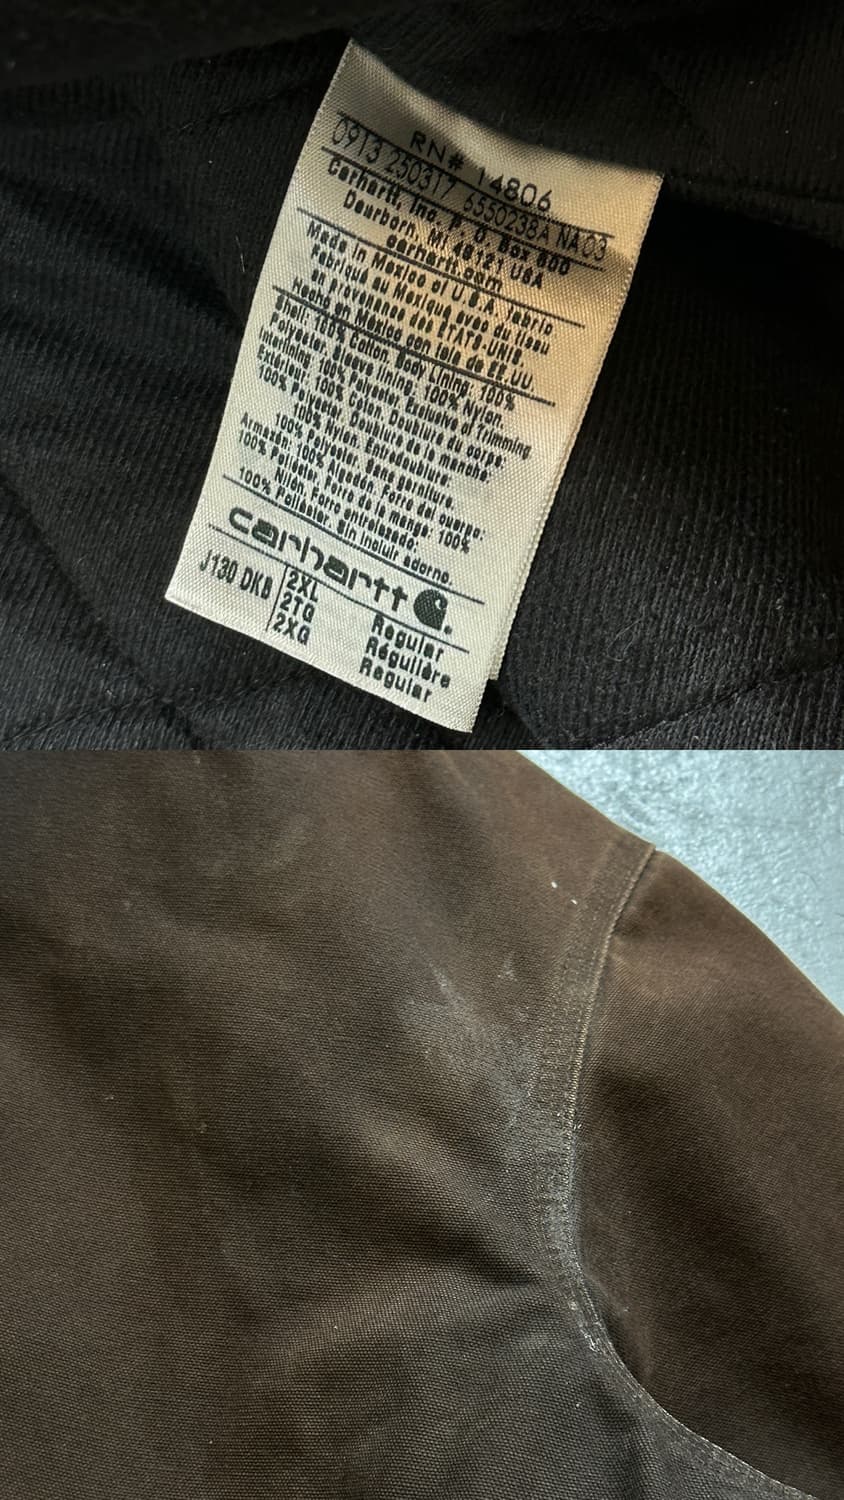 RN# 14806
0913 250317 6550238A NA 03
Carhartt, Inc. P. O. Box 600
Dearborn, MI 48121 USA
carhartt.com
Made in Mexico of U.S.A. fabric
Fabriqué au Mexique avec du tissu
en provenance des ÉTATS-UNIS.
Hecho en México con tela de EE.UU.
Shell: 100% Cotton. Body Lining: 100%
Polyester. Sleeve lining: 100% Nylon.
Interlining: 100% Polyester. Exclusive of Trimming
Extérieur: 100% Coton. Doublure du corps:
100% Polyester. Doublure de la manche:
100% Nylon. Entredoublure:
100% Polyester. Sans garniture.
Armazón: 100% Algodón. Forro del cuerpo:
100% Poliéster. Forro de la manga: 100%
Nilón. Forro entrelazado:
100% Poliéster. Sin incluir adorno.
carhartt
J130 DKB 2XL Regular
2TG Régulière
2XG Regular